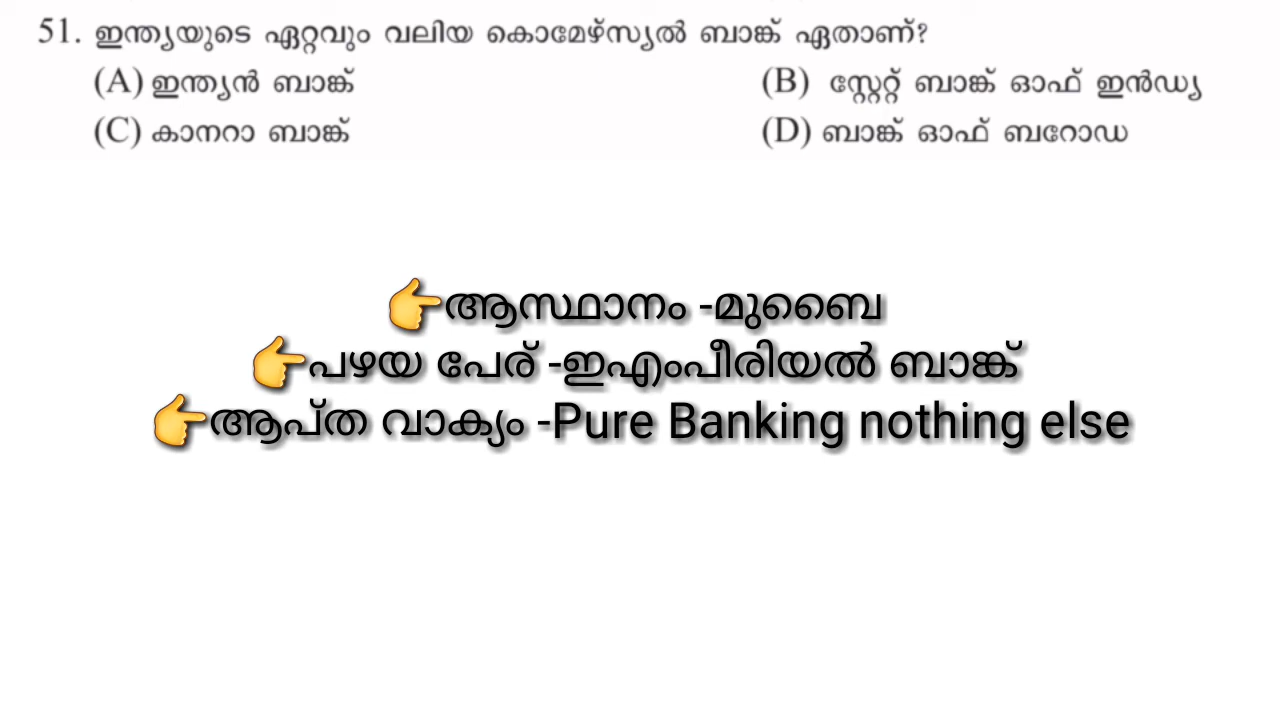 51. ഇന്ത്യയുടെ ഏറ്റവും വലിയ കൊമേഴ്സ്യൽ ബാങ്ക് ഏതാണ്?
(A) ഇന്ത്യൻ ബാങ്ക് (B) സ്റ്റേറ്റ് ബാങ്ക് ഓഫ് ഇൻഡ്യ
(C) കാനറാ ബാങ്ക് (D) ബാങ്ക് ഓഫ് ബറോഡ
👉ആസ്ഥാനം -മുബൈ
👉പഴയ പേര് -ഇഎംപീരിയൽ ബാങ്ക്
👉ആപ്ത വാക്യം -Pure Banking nothing else